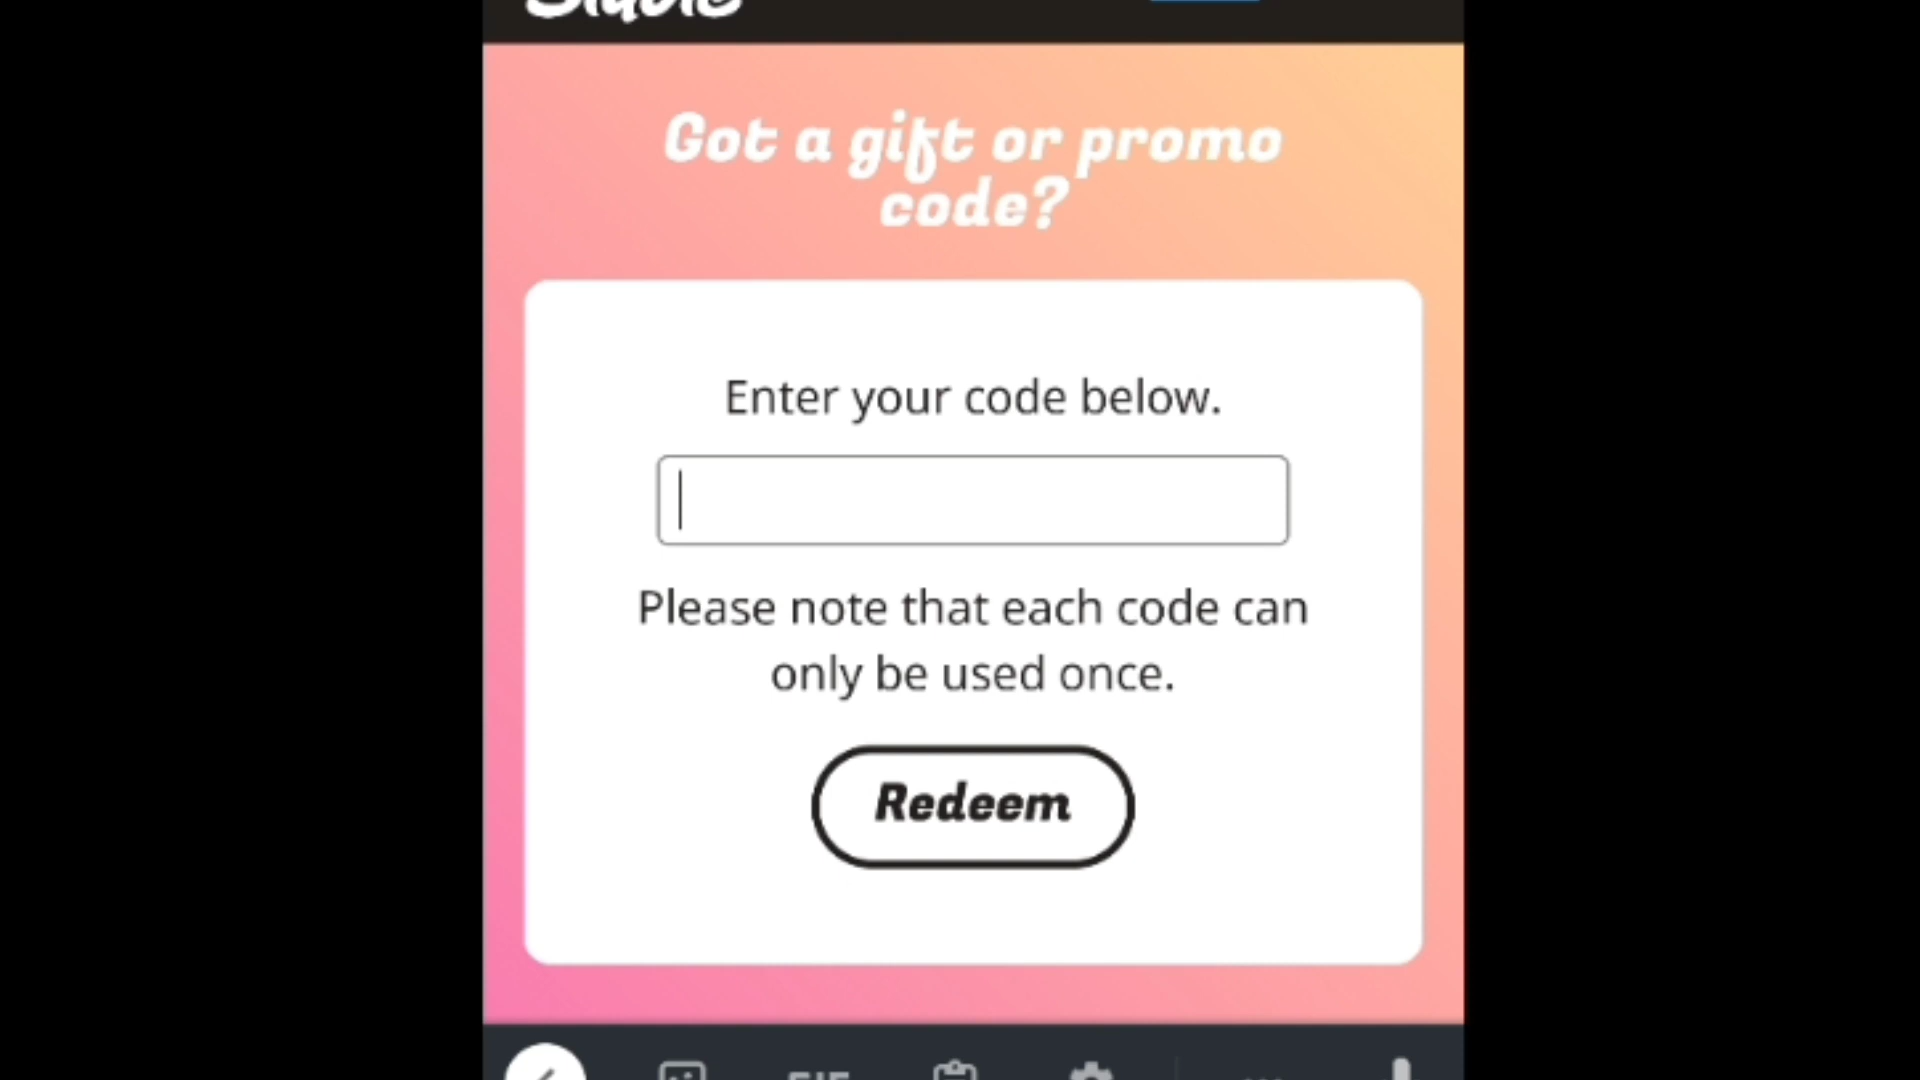 Got a gift or promo
code?
Enter your code below.
Please note that each code can
only be used once.
Redeem